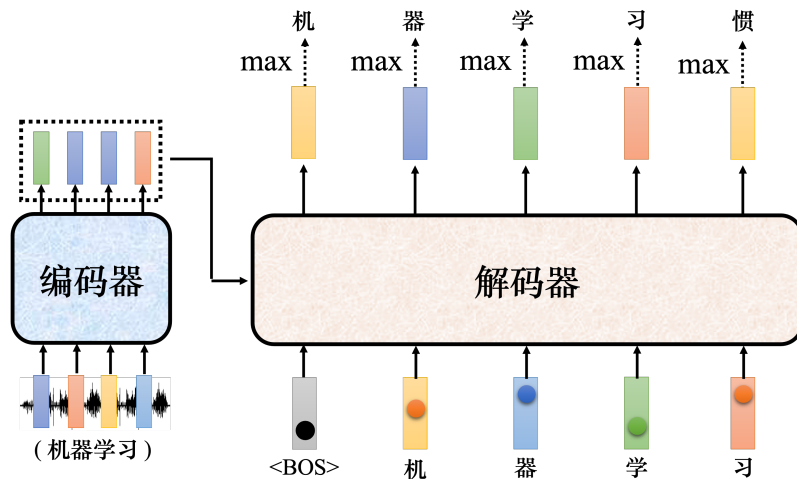 机 器 学 习 惯
max max max max max
编码器
解码器
(机器学习)
<BOS> 机 器 学 习